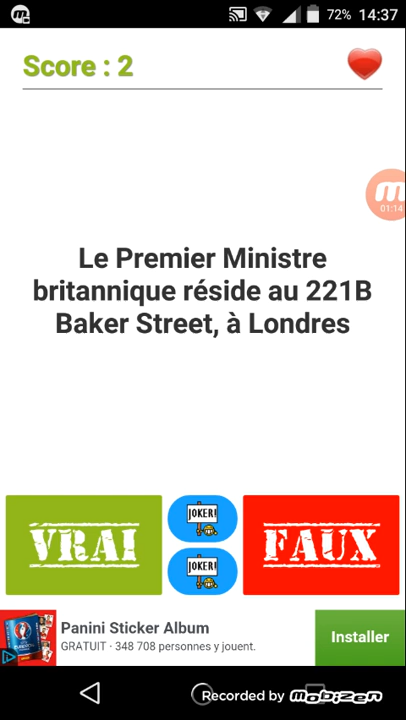 72% 14:37
Score : 2
01:14
Le Premier Ministre
britannique réside au 221B
Baker Street, à Londres
VRAI
JOKER!
JOKER!
FAUX
Panini Sticker Album
GRATUIT · 348 708 personnes y jouent.
Installer
Recorded by mobizen